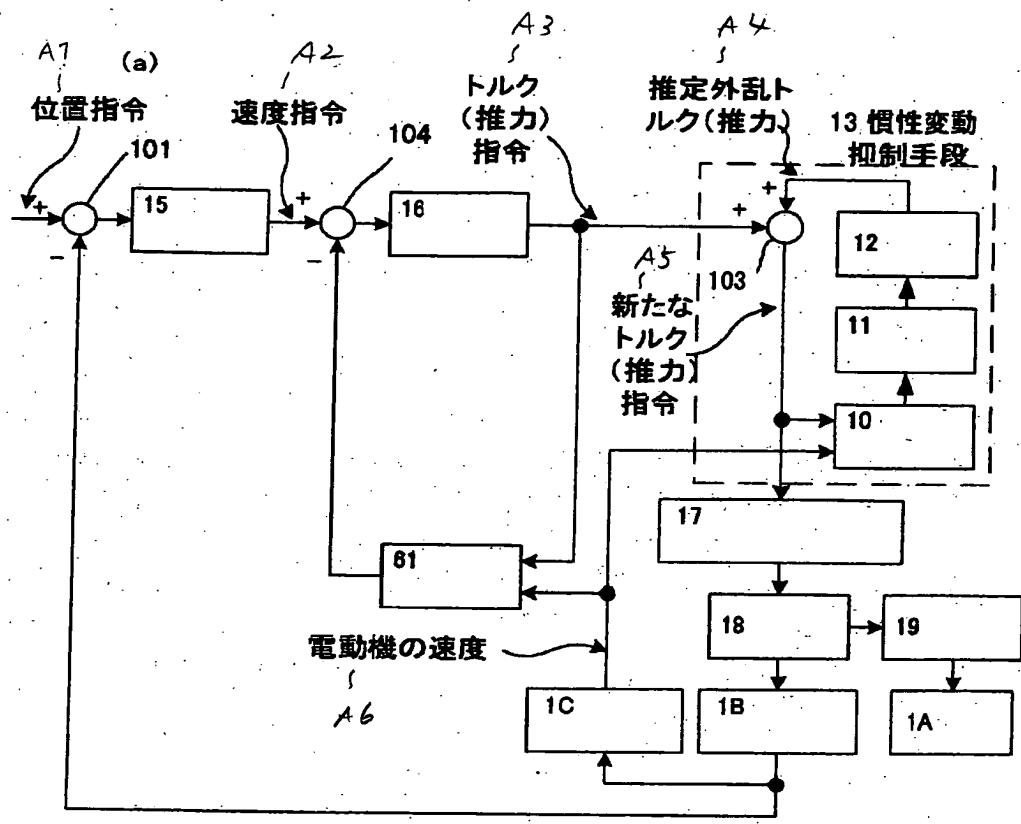 A1
(a)
位置指令
101
A2
速度指令
104
A3
トルク
(推力)
指令
A4
推定外乱ト
ルク(推力)
13 慣性変動
抑制手段
+
15
+
16
+
+
12
-
-
A5
103
新たな
トルク
(推力)
指令
11
10
17
61
18
19
電動機の速度
A6
1C
1B
1A